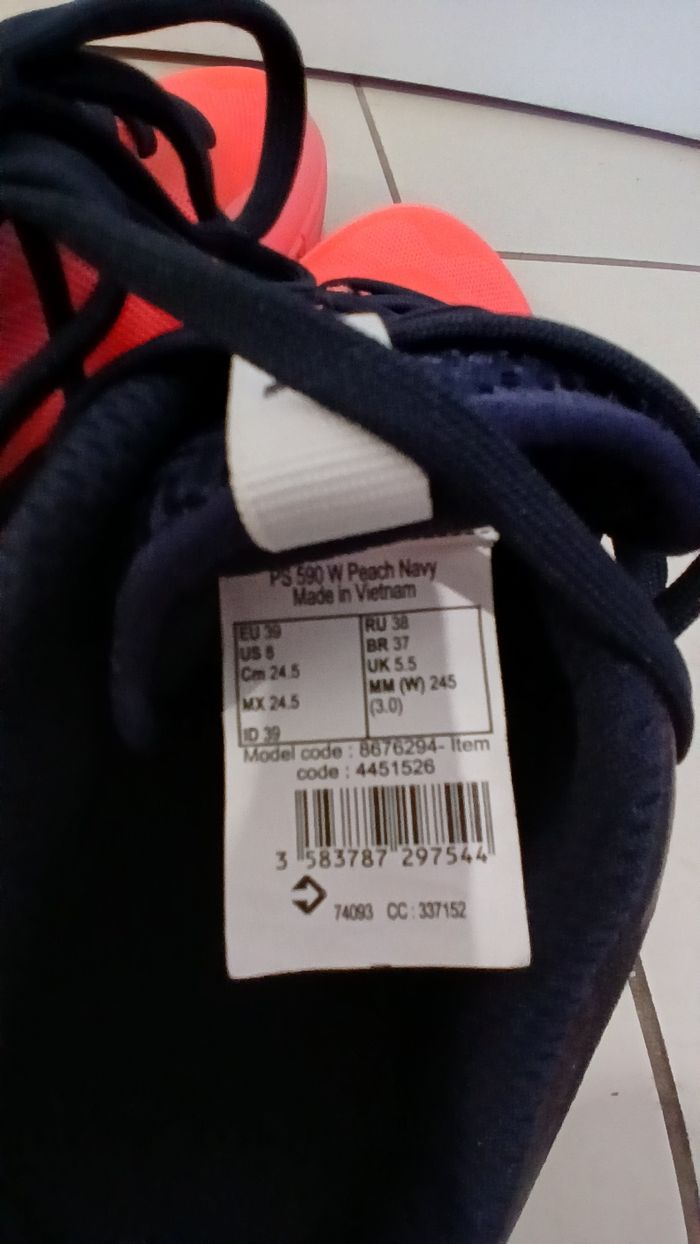 PS 590 W Peach Navy
Made in Vietnam
EU 39
US 8
Cm 24.5
MX 24.5
ID 39
RU 38
BR 37
UK 5.5
MM (W) 245
(3.0)
Model code : 8676294- Item
code : 4451526
3 583787 297544
74093 CC : 337152